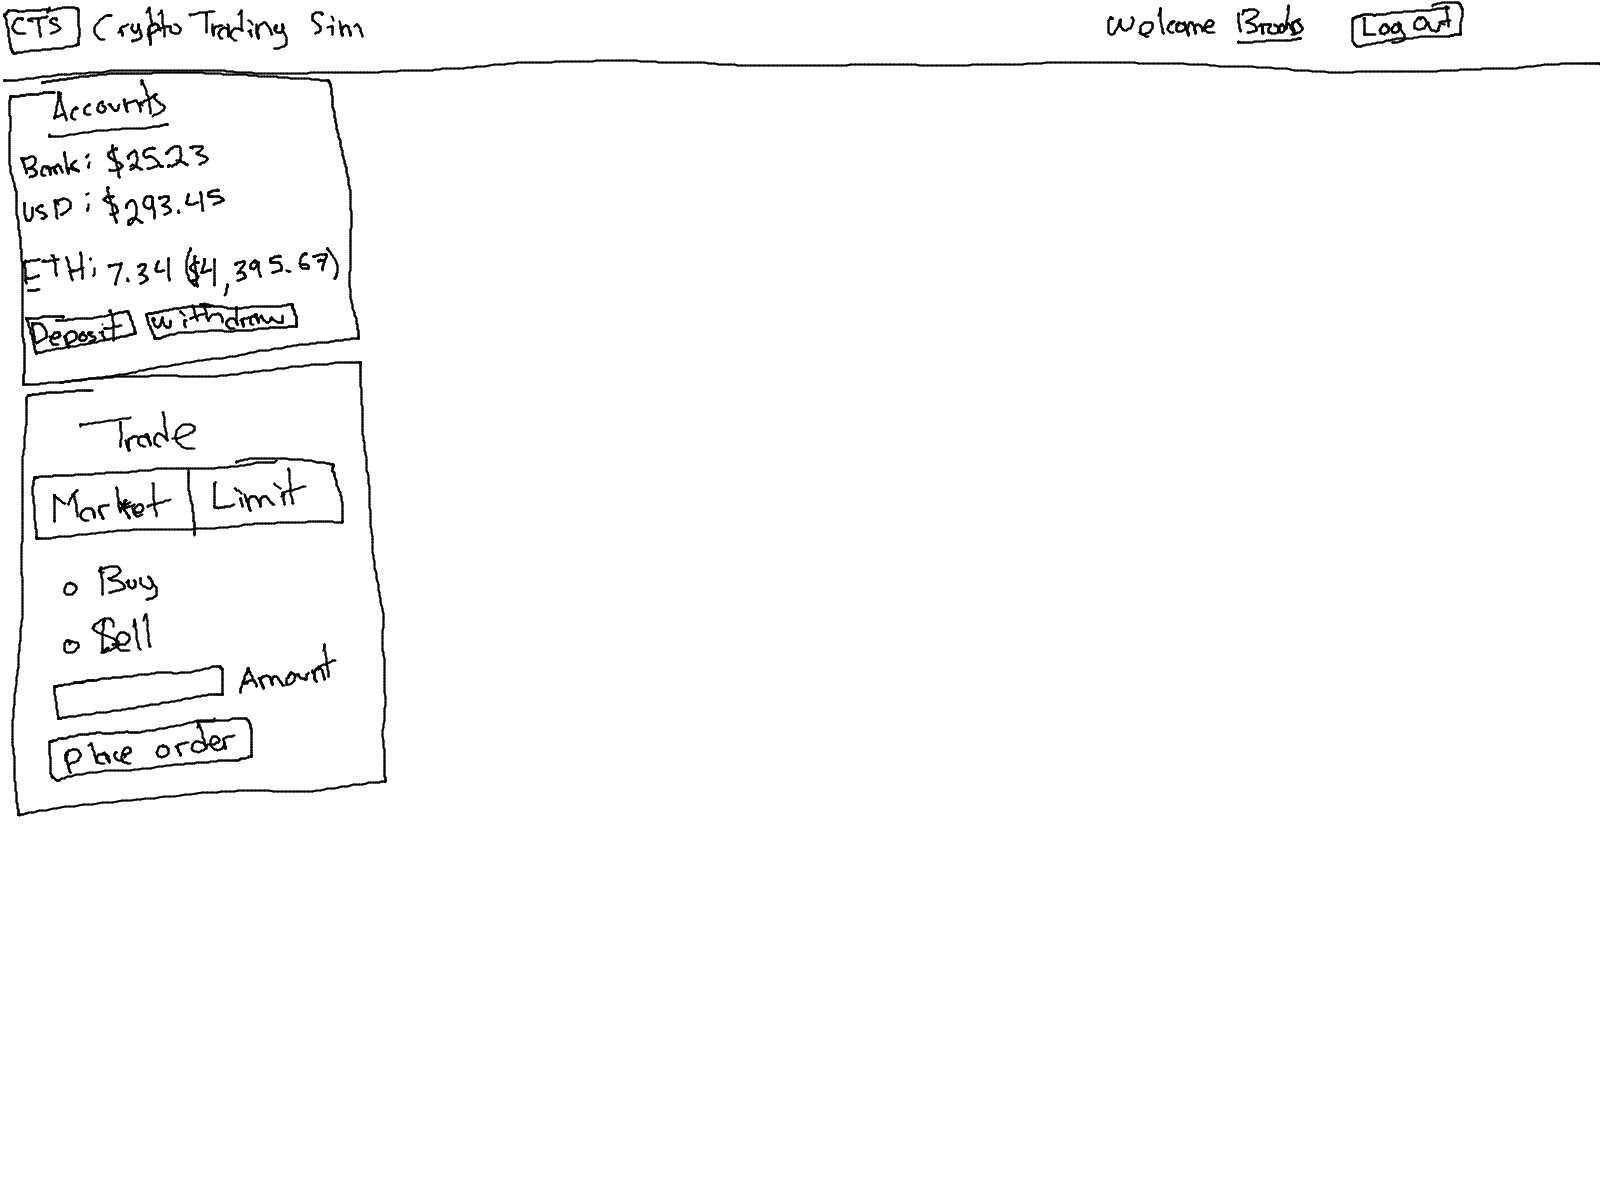 CTS Crypto Trading Sim Welcome Brooks Log Out
Accounts
Bank: $25.23
USD: $293.45
ETH: 7.34 ($4,395.67)
Deposit Withdraw
Trade
Market Limit
Buy
Sell
Amount
Place order